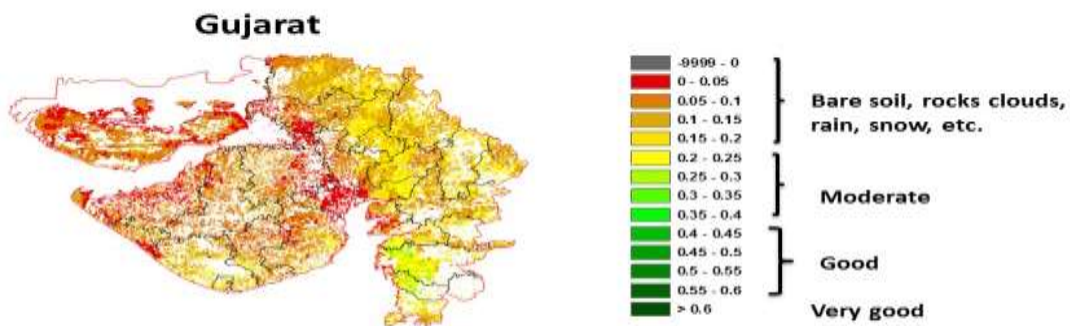 Gujarat
-9999 - 0
0 - 0.05
0.05 - 0.1
0.1 - 0.15
0.15 - 0.2
0.2 - 0.25
0.25 - 0.3
0.3 - 0.35
0.35 - 0.4
0.4 - 0.45
0.45 - 0.5
0.5 - 0.55
0.55 - 0.6
> 0.6
Bare soil, rocks clouds,
rain, snow, etc.
Moderate
Good
Very good